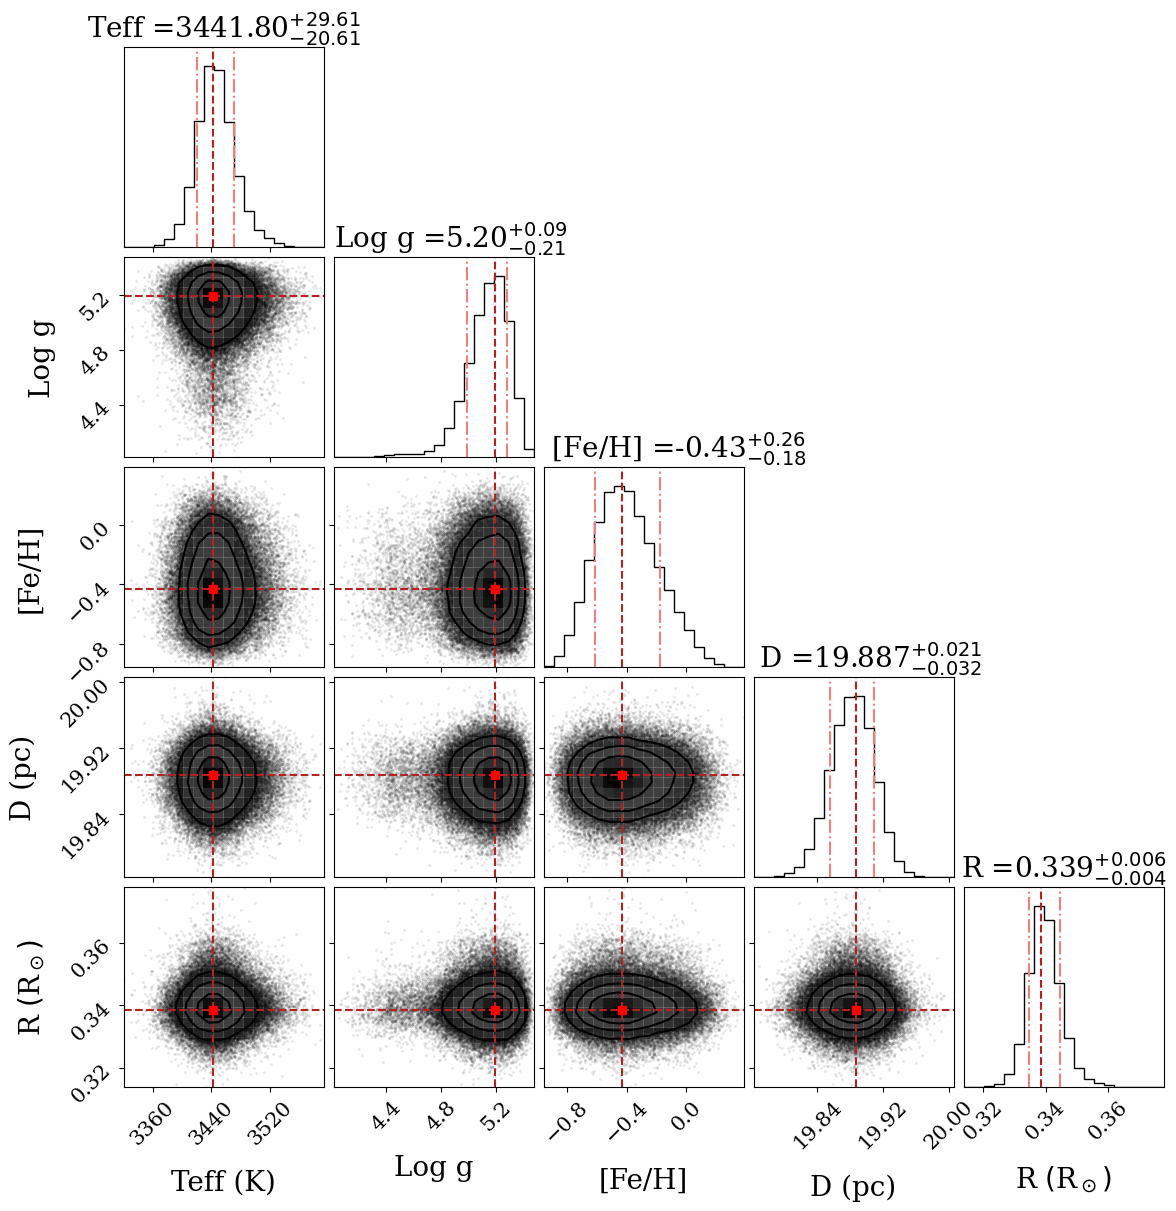 Teff =3441.80+29.61−20.61
Log g =5.20+0.09−0.21
Log g
5.2
4.8
4.4
[Fe/H] =-0.43+0.26−0.18
[Fe/H]
0.0
−0.4
−0.8
D =19.887+0.021−0.032
D (pc)
20.00
19.92
19.84
R =0.339+0.006−0.004
R (R⊙)
0.36
0.34
0.32
3360 3440 3520 4.4 4.8 5.2 −0.8 −0.4 0.0 19.84 19.92 20.00 0.32 0.34 0.36
Teff (K) Log g [Fe/H] D (pc) R (R⊙)